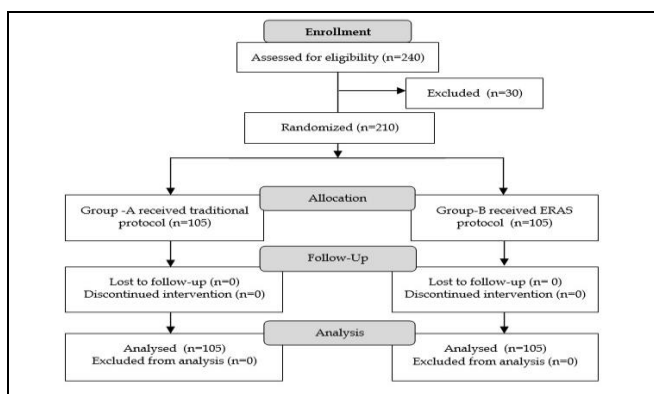 Enrollment
Assessed for eligibility (n=240)
Excluded (n=30)
Randomized (n=210)
Allocation
Group -A received traditional
protocol (n=105)
Group-B received ERAS
protocol (n=105)
Follow-Up
Lost to follow-up (n=0)
Discontinued intervention (n=0)
Lost to follow-up (n= 0)
Discontinued intervention (n=0)
Analysis
Analysed (n=105)
Excluded from analysis (n=0)
Analysed (n=105)
Excluded from analysis (n=0)